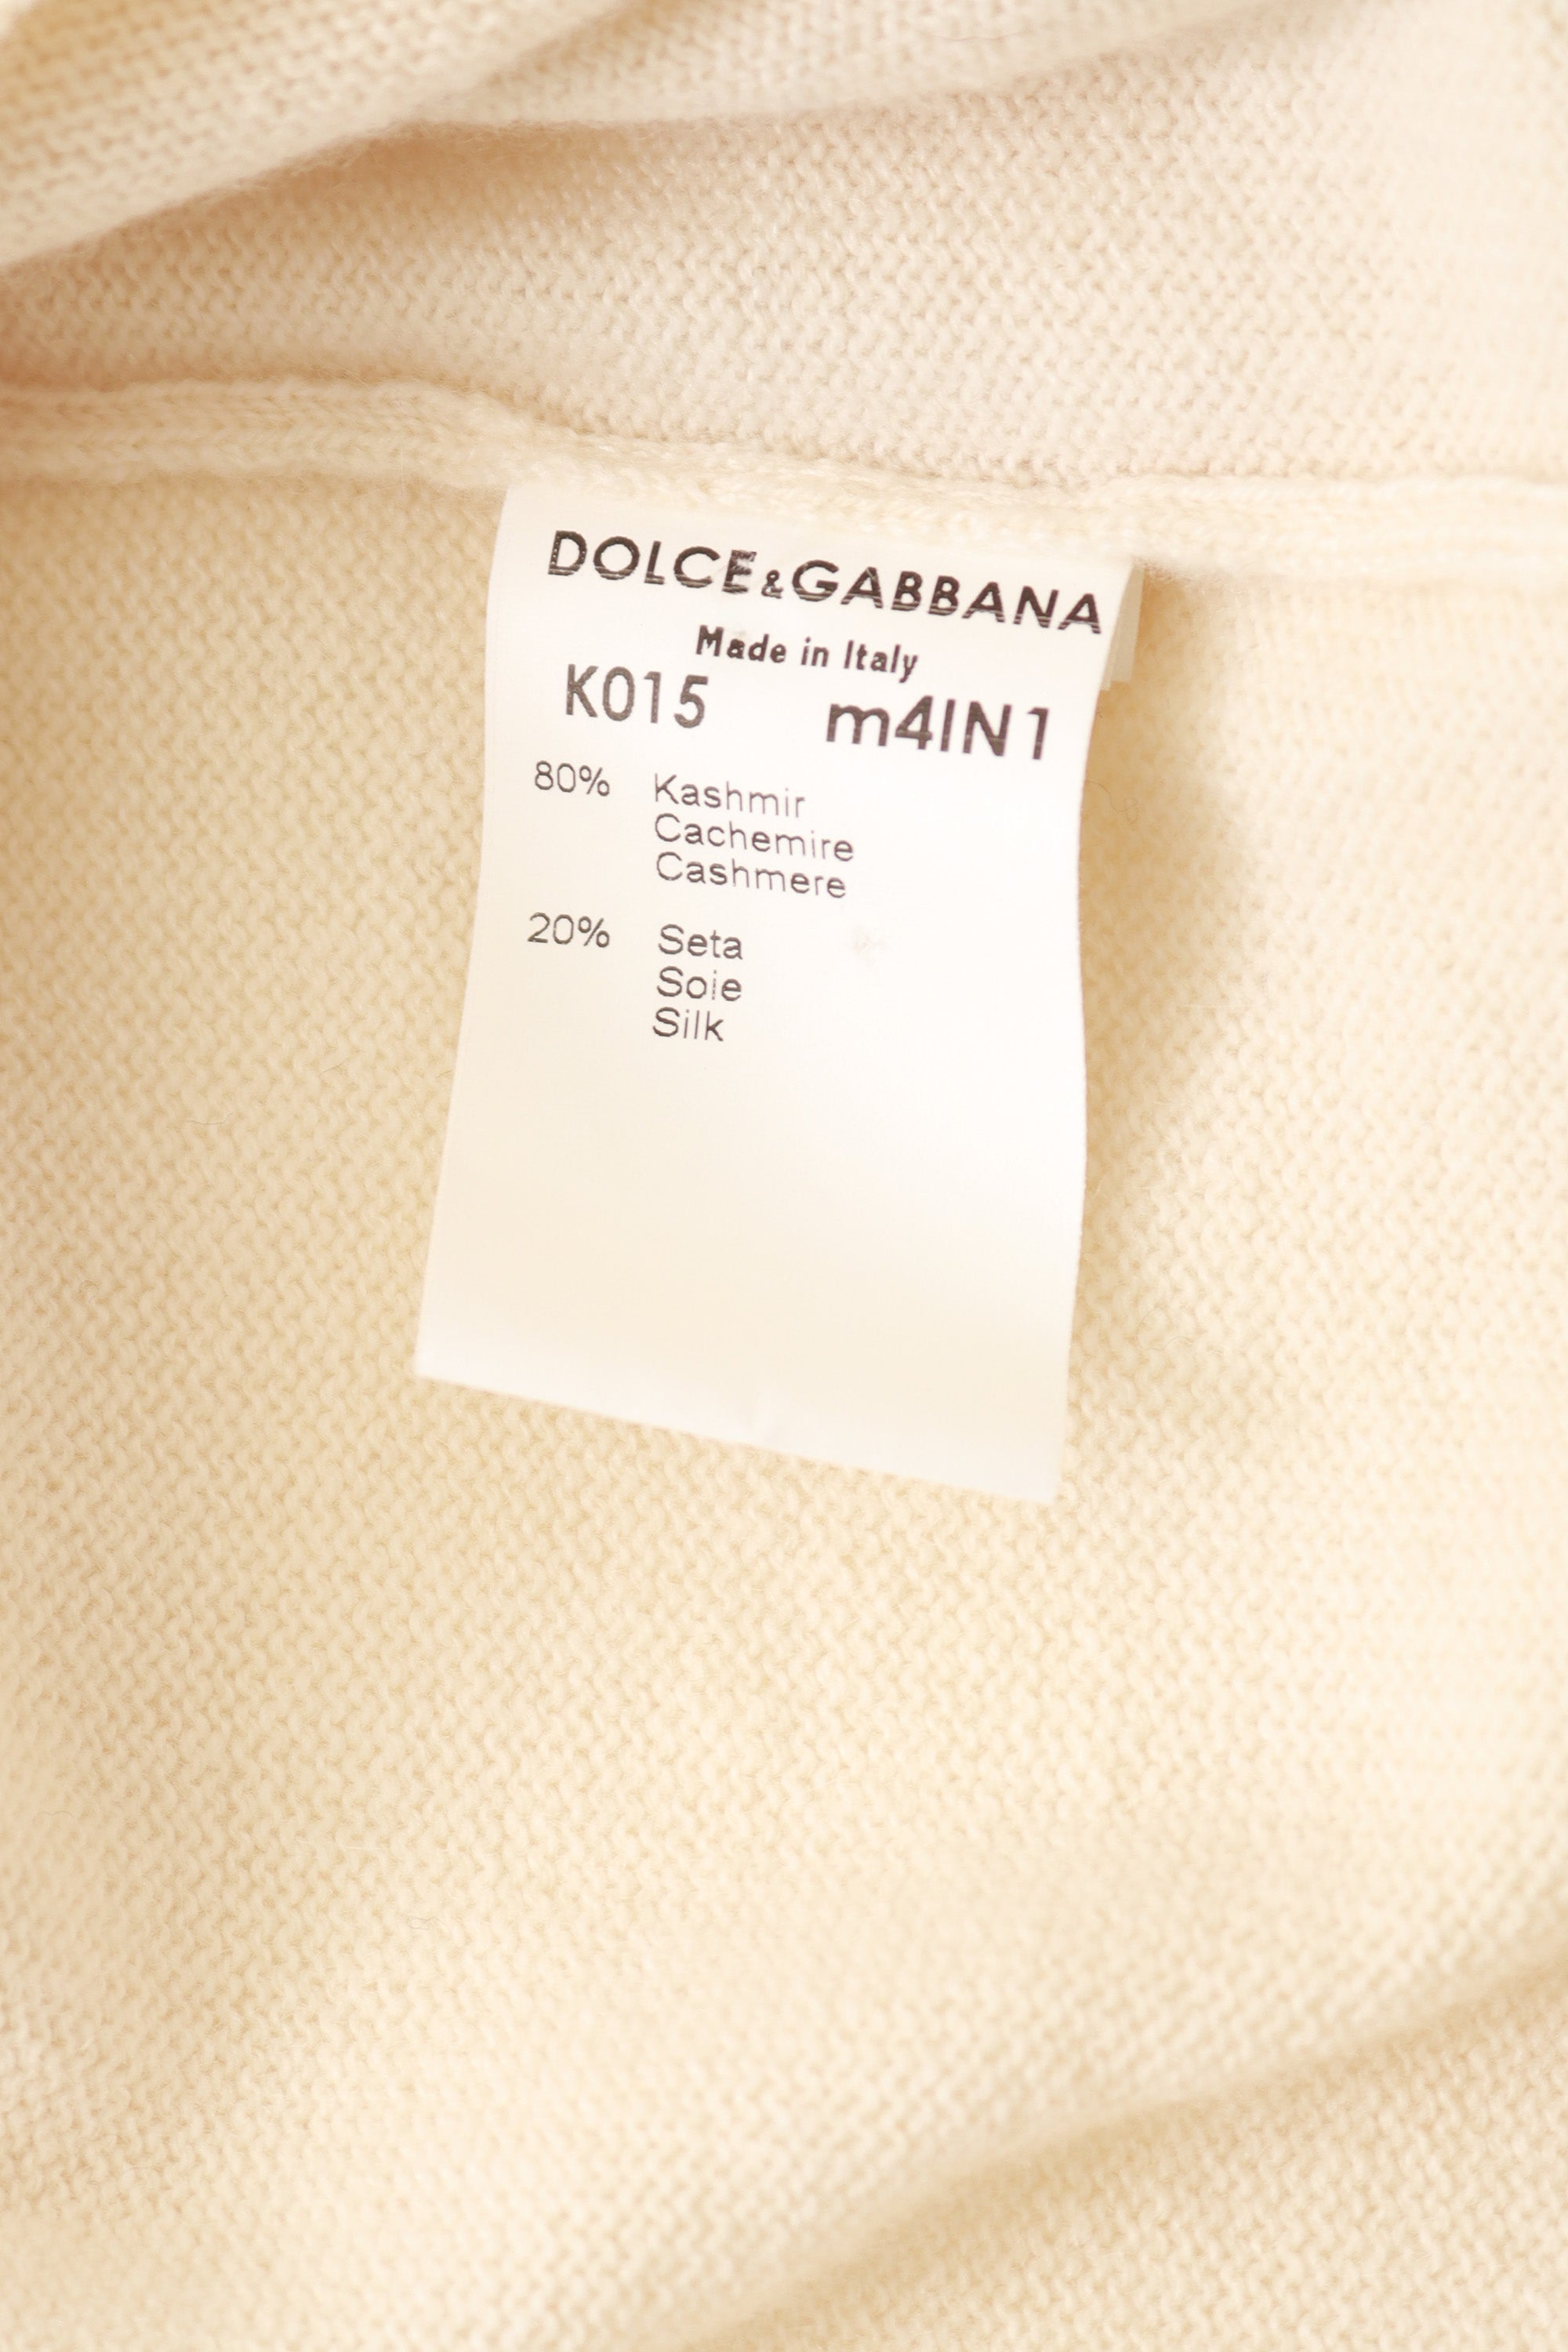 DOLCE&GABBANA
Made in Italy
K015 m4IN1
80% Kashmir
Cachemire
Cashmere
20% Seta
Soie
Silk